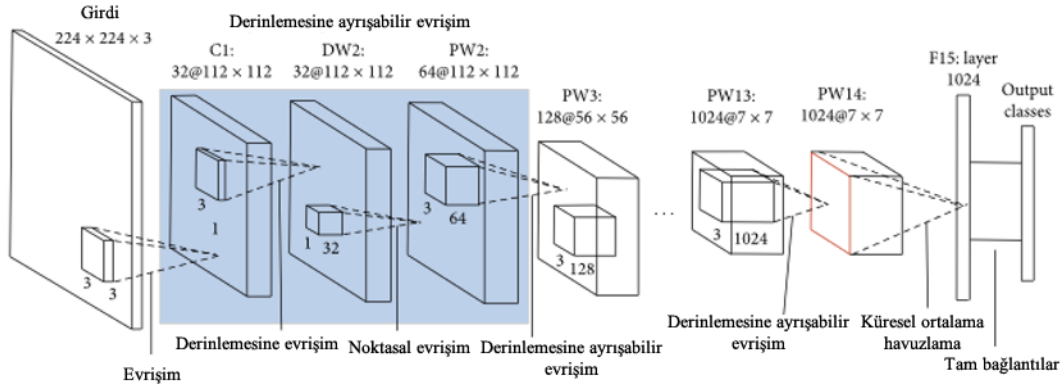 Girdi
224 × 224 × 3
Derinlemesine ayrışabilir evrişim
C1:
32@112 × 112
DW2:
32@112 × 112
PW2:
64@112 × 112
PW3:
128@56 × 56
PW13:
1024@7 × 7
PW14:
1024@7 × 7
F15: layer
1024
Output
classes
3
3
3
1
1
32
3
64
3
128
...
3
1024
Evrişim
Derinlemesine evrişim
Noktasal evrişim
Derinlemesine ayrışabilir
evrişim
Derinlemesine ayrışabilir
evrişim
Küresel ortalama
havuzlama
Tam bağlantılar